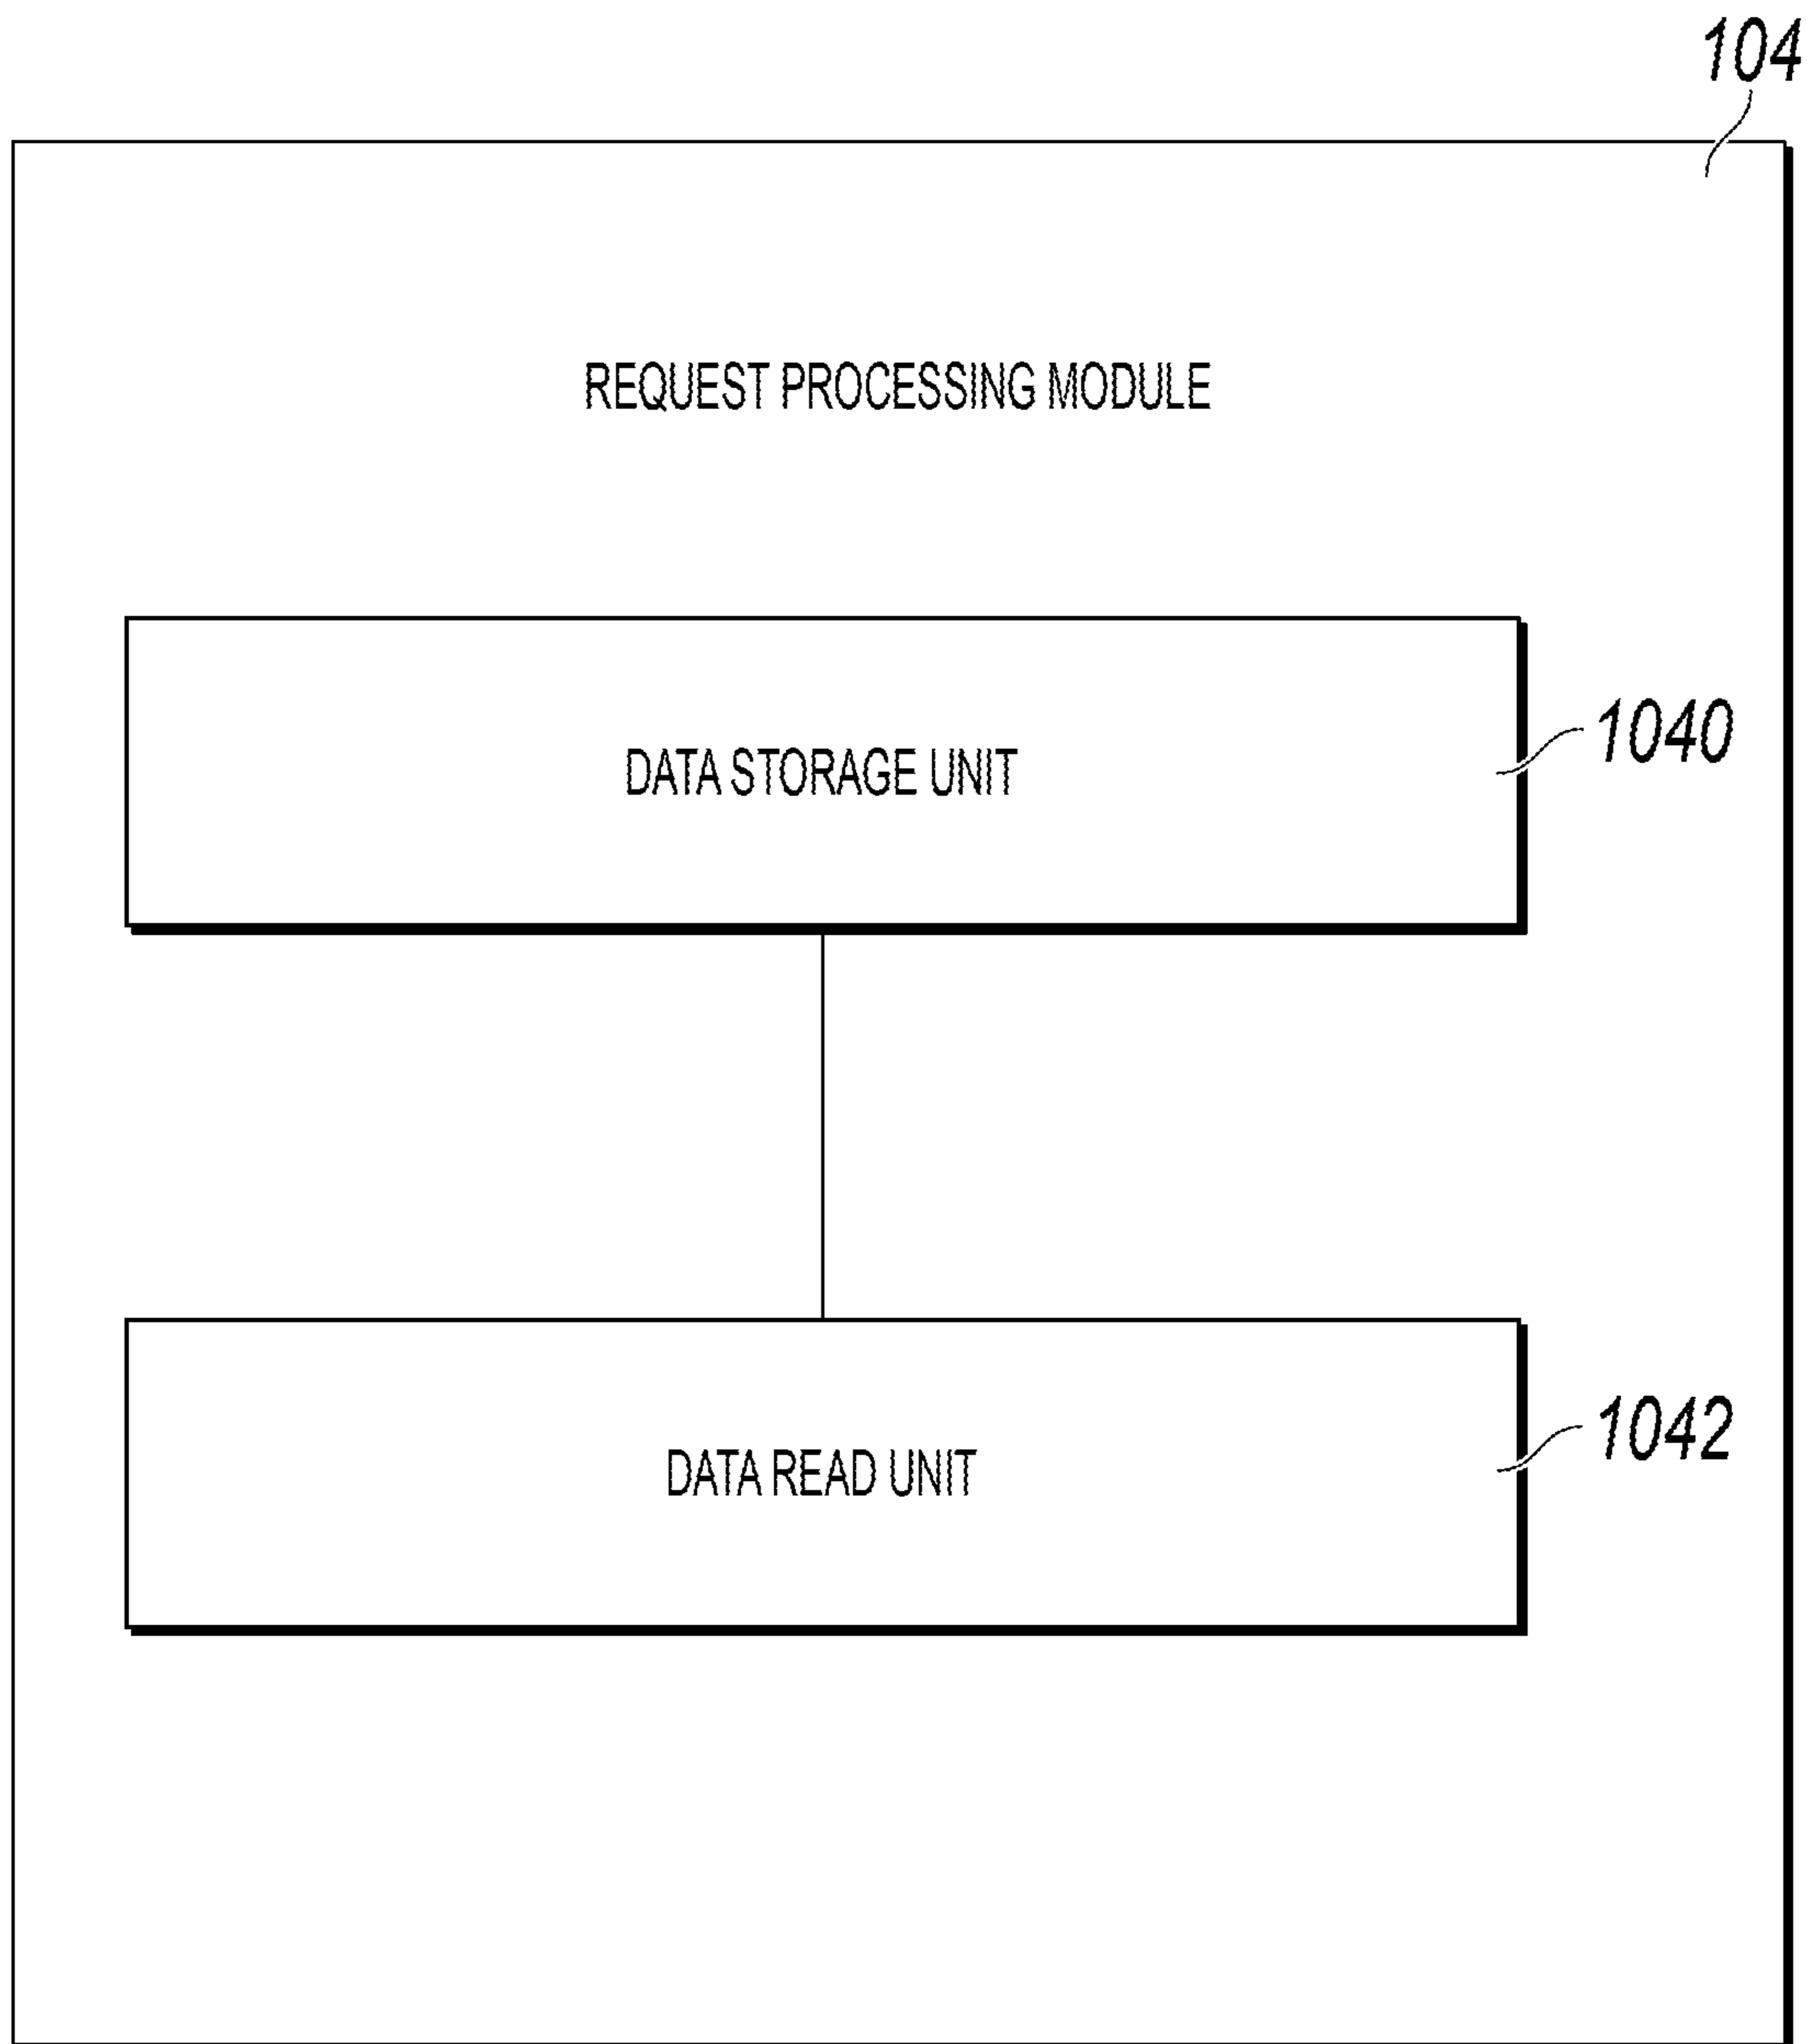 104
REQUEST PROCESSING MODULE
DATA STORAGE UNIT
1040
DATA READ UNIT
1042